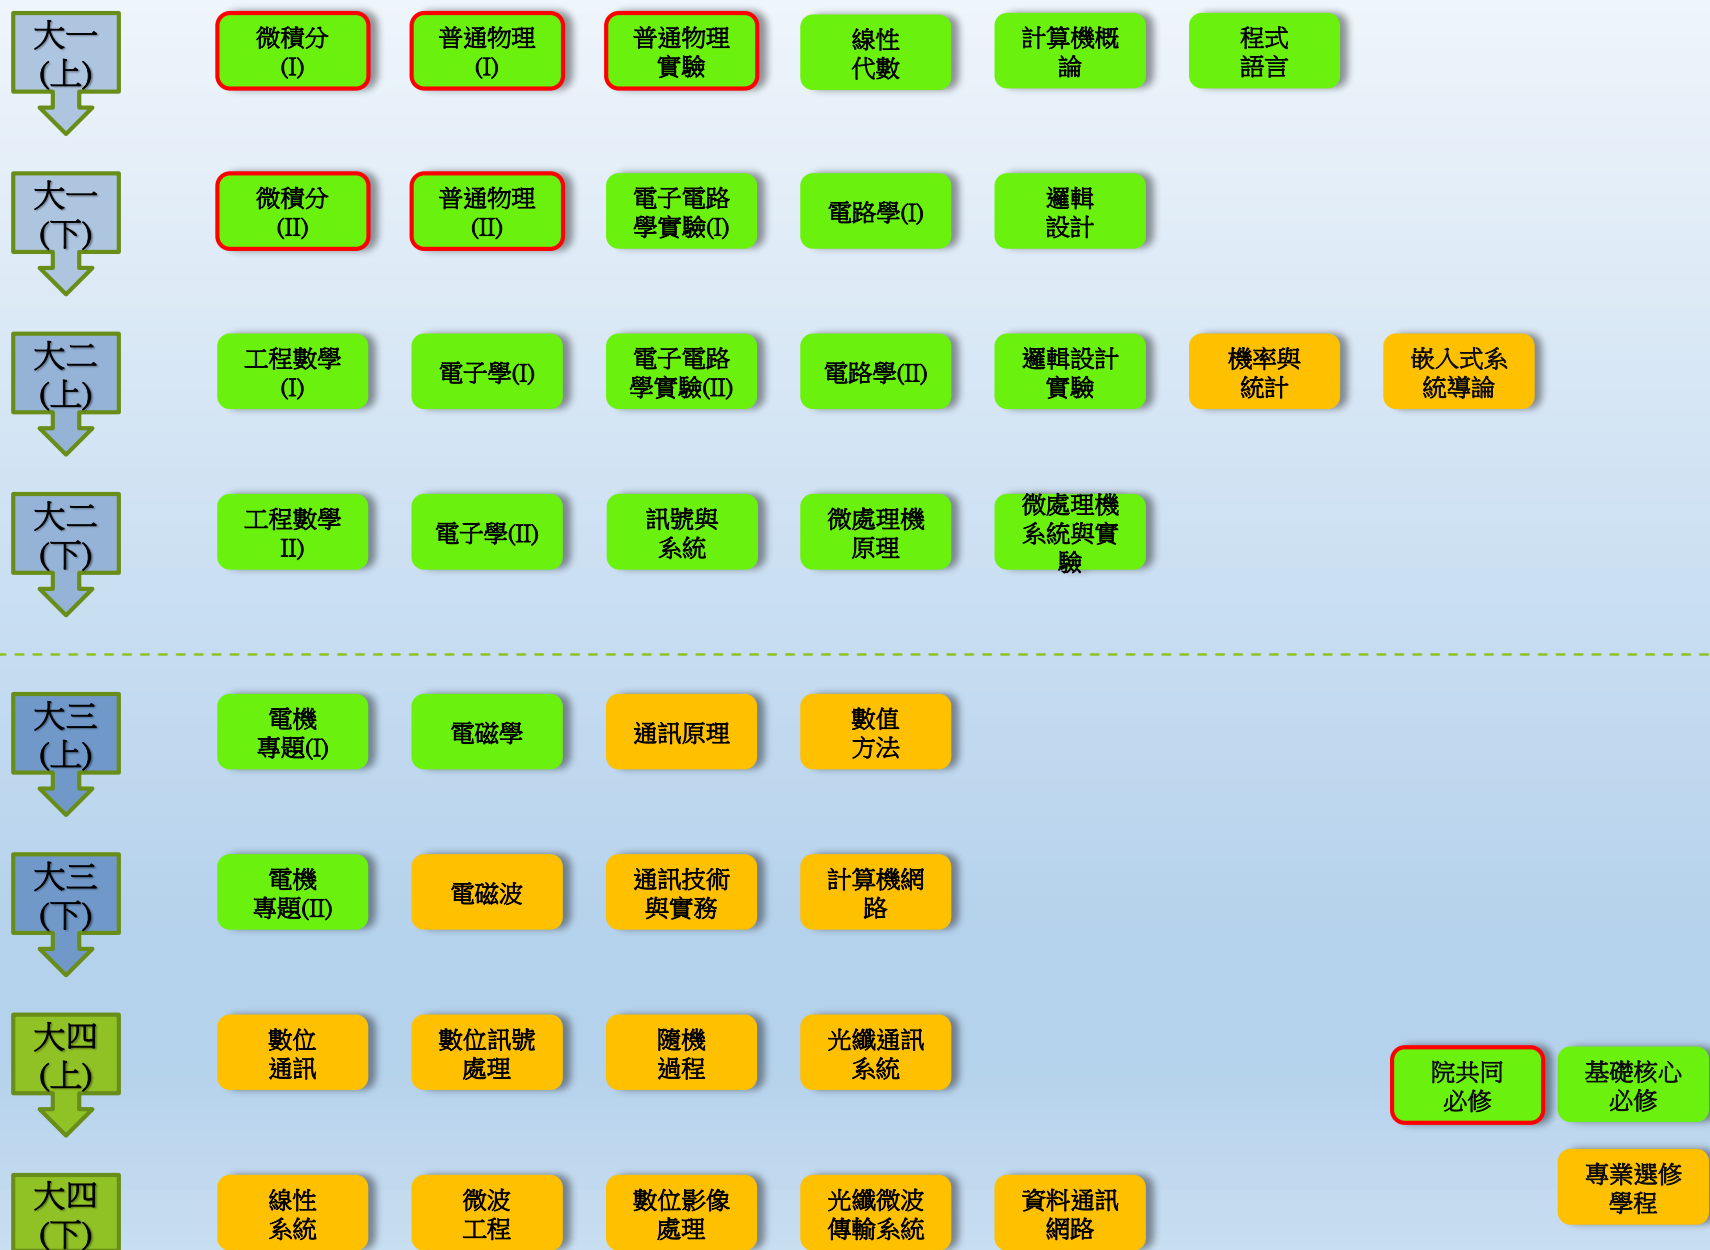 大一
(上)
微積分
(I)
普通物理
(I)
普通物理
實驗
線性
代數
計算機概
論
程式
語言
大一
(下)
微積分
(II)
普通物理
(II)
電子電路
學實驗(I)
電路學(I)
邏輯
設計
大二
(上)
工程數學
(I)
電子學(I)
電子電路
學實驗(II)
電路學(II)
邏輯設計
實驗
機率與
統計
嵌入式系
統導論
大二
(下)
工程數學
II)
電子學(II)
訊號與
系統
微處理機
原理
微處理機
系統與實
驗
大三
(上)
電機
專題(I)
電磁學
通訊原理
數值
方法
大三
(下)
電機
專題(II)
電磁波
通訊技術
與實務
計算機網
路
大四
(上)
數位
通訊
數位訊號
處理
隨機
過程
光纖通訊
系統
院共同
必修
基礎核心
必修
專業選修
學程
大四
(下)
線性
系統
微波
工程
數位影像
處理
光纖微波
傳輸系統
資料通訊
網路